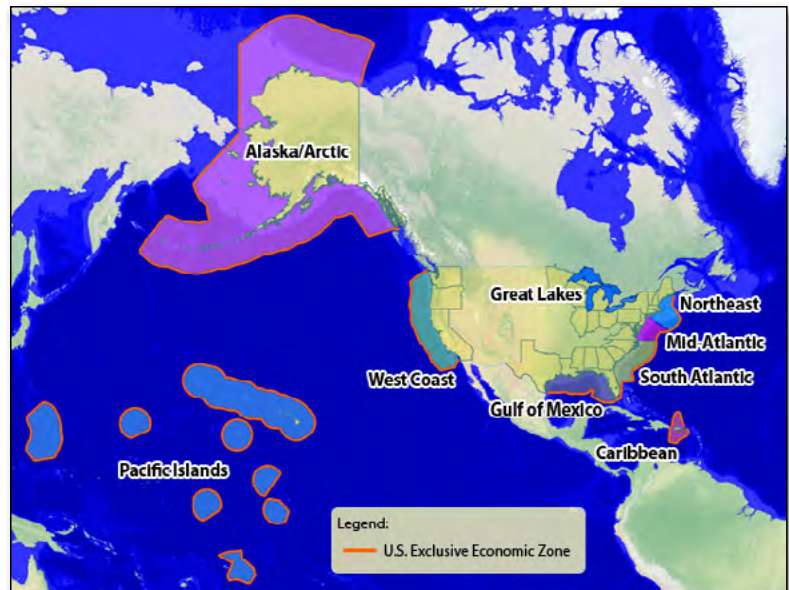 Alaska/Arctic
Great Lakes
Northeast
Mid-Atlantic
West Coast
South Atlantic
Gulf of Mexico
Caribbean
Pacific Islands
Legend:
U.S. Exclusive Economic Zone